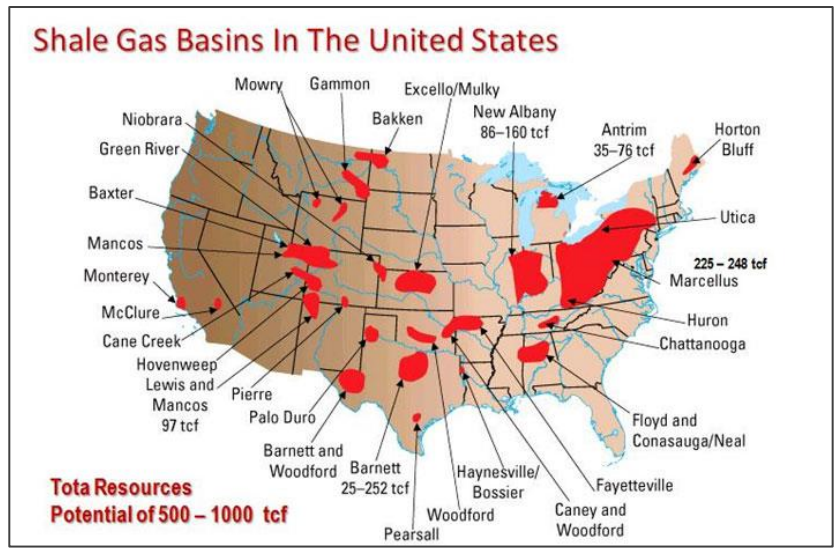 Shale Gas Basins In The United States
Mowry
Gammon
Excello/Mulky
Niobrara
Bakken
New Albany
86–160 tcf
Antrim
35–76 tcf
Horton
Bluff
Green River
Baxter
Utica
Mancos
225 – 248 tcf
Marcellus
Monterey
McClure
Huron
Cane Creek
Chattanooga
Hovenweep
Lewis and
Mancos
97 tcf
Pierre
Palo Duro
Floyd and
Conasauga/Neal
Barnett and
Woodford
Barnett
25–252 tcf
Haynesville/
Bossier
Fayetteville
Caney and
Woodford
Woodford
Pearsall
Tota Resources
Potential of 500 – 1000 tcf